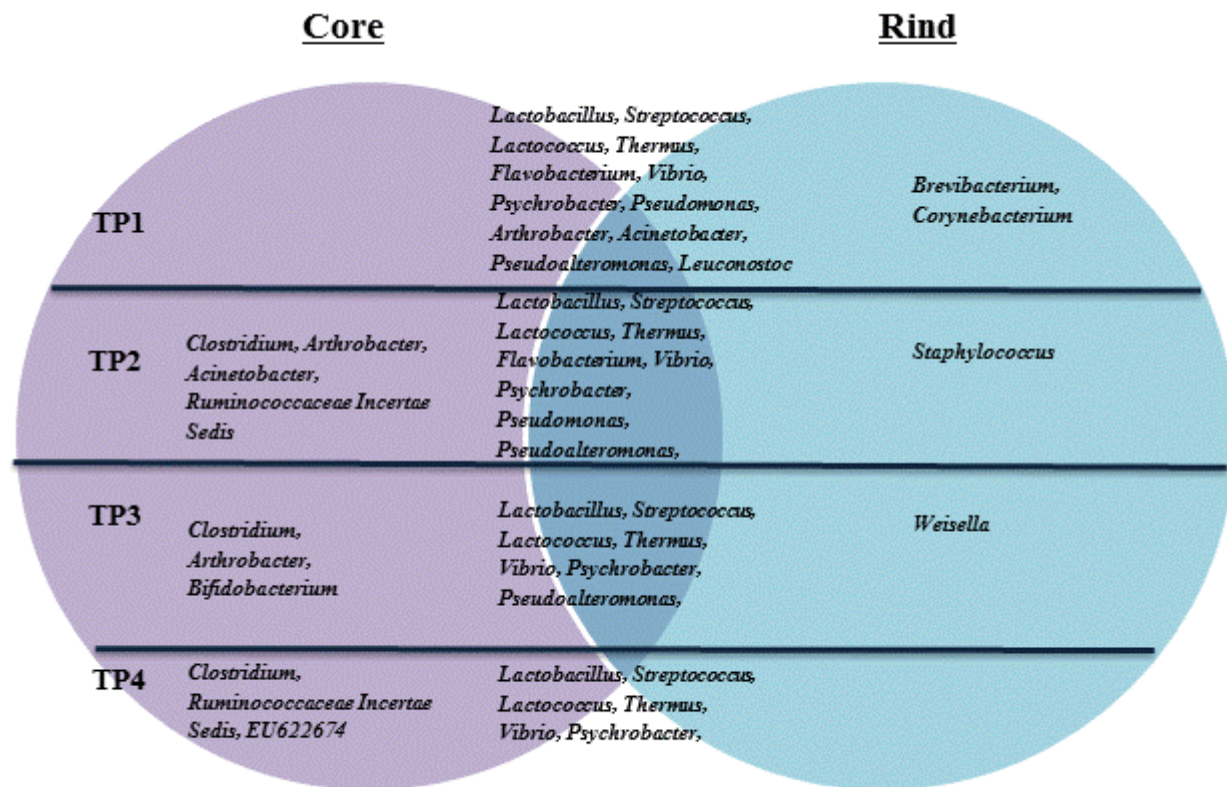 Core
Rind
TP1
Lactobacillus, Streptococcus,
Lactococcus, Thermus,
Flavobacterium, Vibrio,
Psychrobacter, Pseudomonas,
Arthrobacter, Acinetobacter,
Pseudoalteromonas, Leuconostoc
Brevibacterium,
Corynebacterium
TP2
Clostridium, Arthrobacter,
Acinetobacter,
Ruminococcaceae Incertae
Sedis
Lactobacillus, Streptococcus,
Lactococcus, Thermus,
Flavobacterium, Vibrio,
Psychrobacter,
Pseudomonas,
Pseudoalteromonas,
Staphylococcus
TP3
Clostridium,
Arthrobacter,
Bifidobacterium
Lactobacillus, Streptococcus,
Lactococcus, Thermus,
Vibrio, Psychrobacter,
Pseudoalteromonas,
Weisella
TP4
Clostridium,
Ruminococcaceae Incertae
Sedis, EU622674
Lactobacillus, Streptococcus,
Lactococcus, Thermus,
Vibrio, Psychrobacter,